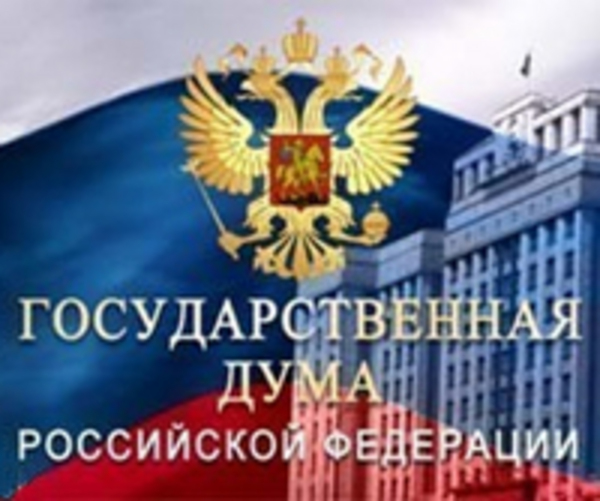 ГОСУДАРСТВЕННАЯ
ДУМА
РОССИЙСКОЙ ФЕДЕРАЦИИ